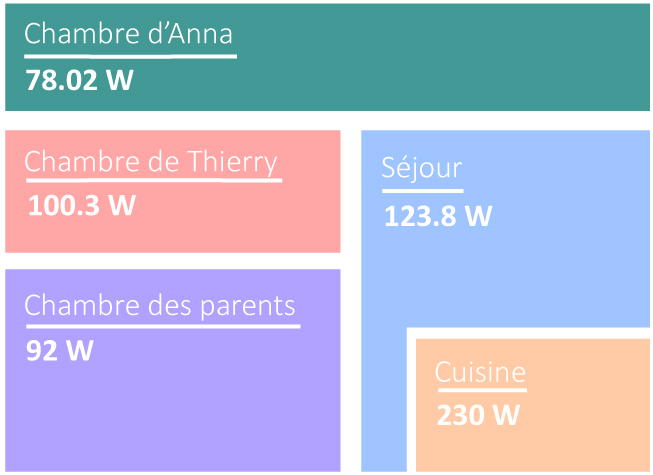 Chambre d’Anna
78.02 W
Chambre de Thierry
100.3 W
Séjour
123.8 W
Chambre des parents
92 W
Cuisine
230 W